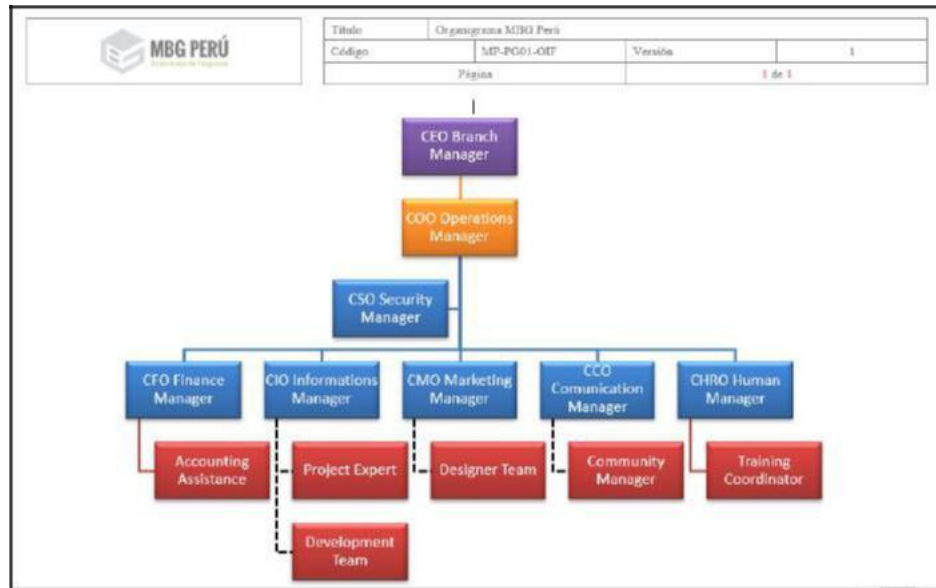 MBG PERÚ
Título Organigrama MBG Perú
Código MP-PG01-OIF Versión 1
Página 1 de 1
CEO Branch
Manager
COO Operations
Manager
CSO Security
Manager
CFO Finance
Manager
CIO Informations
Manager
CMO Marketing
Manager
CCO
Comunication
Manager
CHRO Human
Manager
Accounting
Assistance
Project Expert
Designer Team
Community
Manager
Training
Coordinator
Development
Team